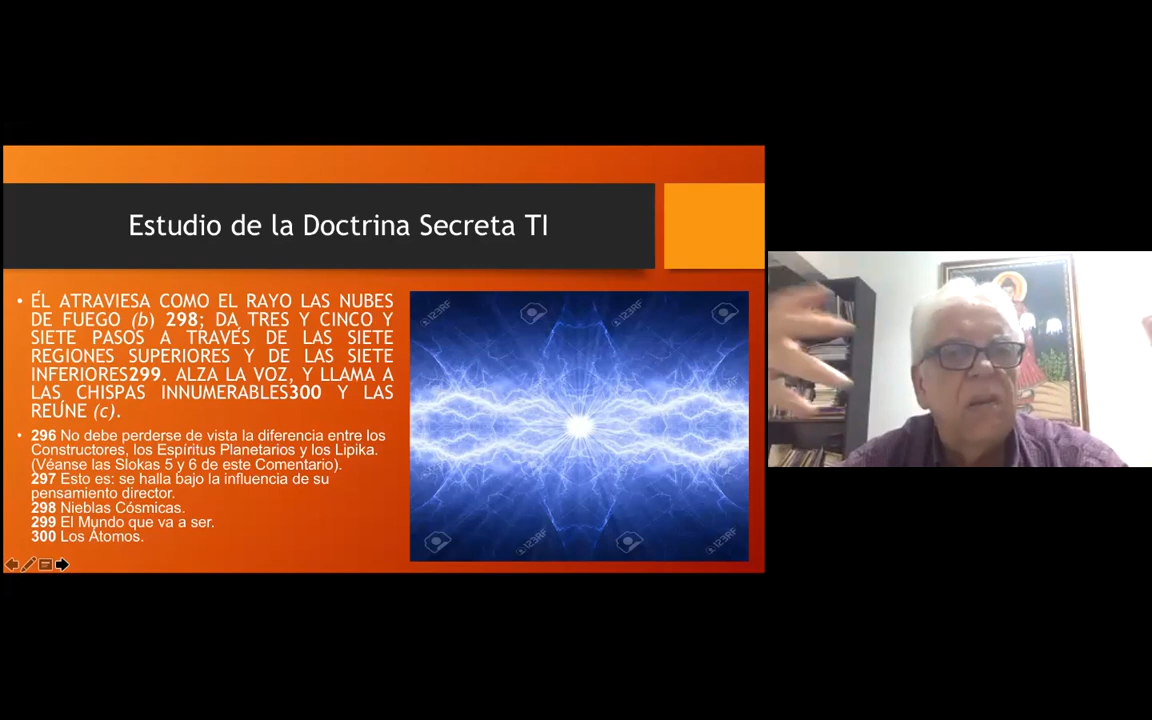 Estudio de la Doctrina Secreta TI
• ÉL ATRAVIESA COMO EL RAYO LAS NUBES
DE FUEGO (b) 298; DA TRES Y CINCO Y
SIETE PASOS A TRAVÉS DE LAS SIETE
REGIONES SUPERIORES Y DE LAS SIETE
INFERIORES299. ALZA LA VOZ, Y LLAMA A
LAS CHISPAS INNUMERABLES300 Y LAS
REÚNE (c).
• 296 No debe perderse de vista la diferencia entre los
Constructores, los Espíritus Planetarios y los Lipika.
(Véanse las Slokas 5 y 6 de este Comentario).
297 Esto es: se halla bajo la influencia de su
pensamiento director.
298 Nieblas Cósmicas.
299 El Mundo que va a ser.
300 Los Átomos.
123RF
123RF
123RF
123RF